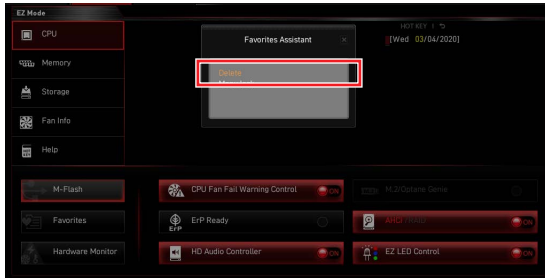 EZ Mode
HOT KEY |
CPU
Favorites Assistant
×
[Wed 03/04/2020]
Memory
Delete
Storage
Fan Info
Help
M-Flash
CPU Fan Fail Warning Control
ON
M.2/Optane Genie
Favorites
ErP
ErP Ready
AHCI /RAID
ON
Hardware Monitor
HD Audio Controller
ON
EZ LED Control
ON